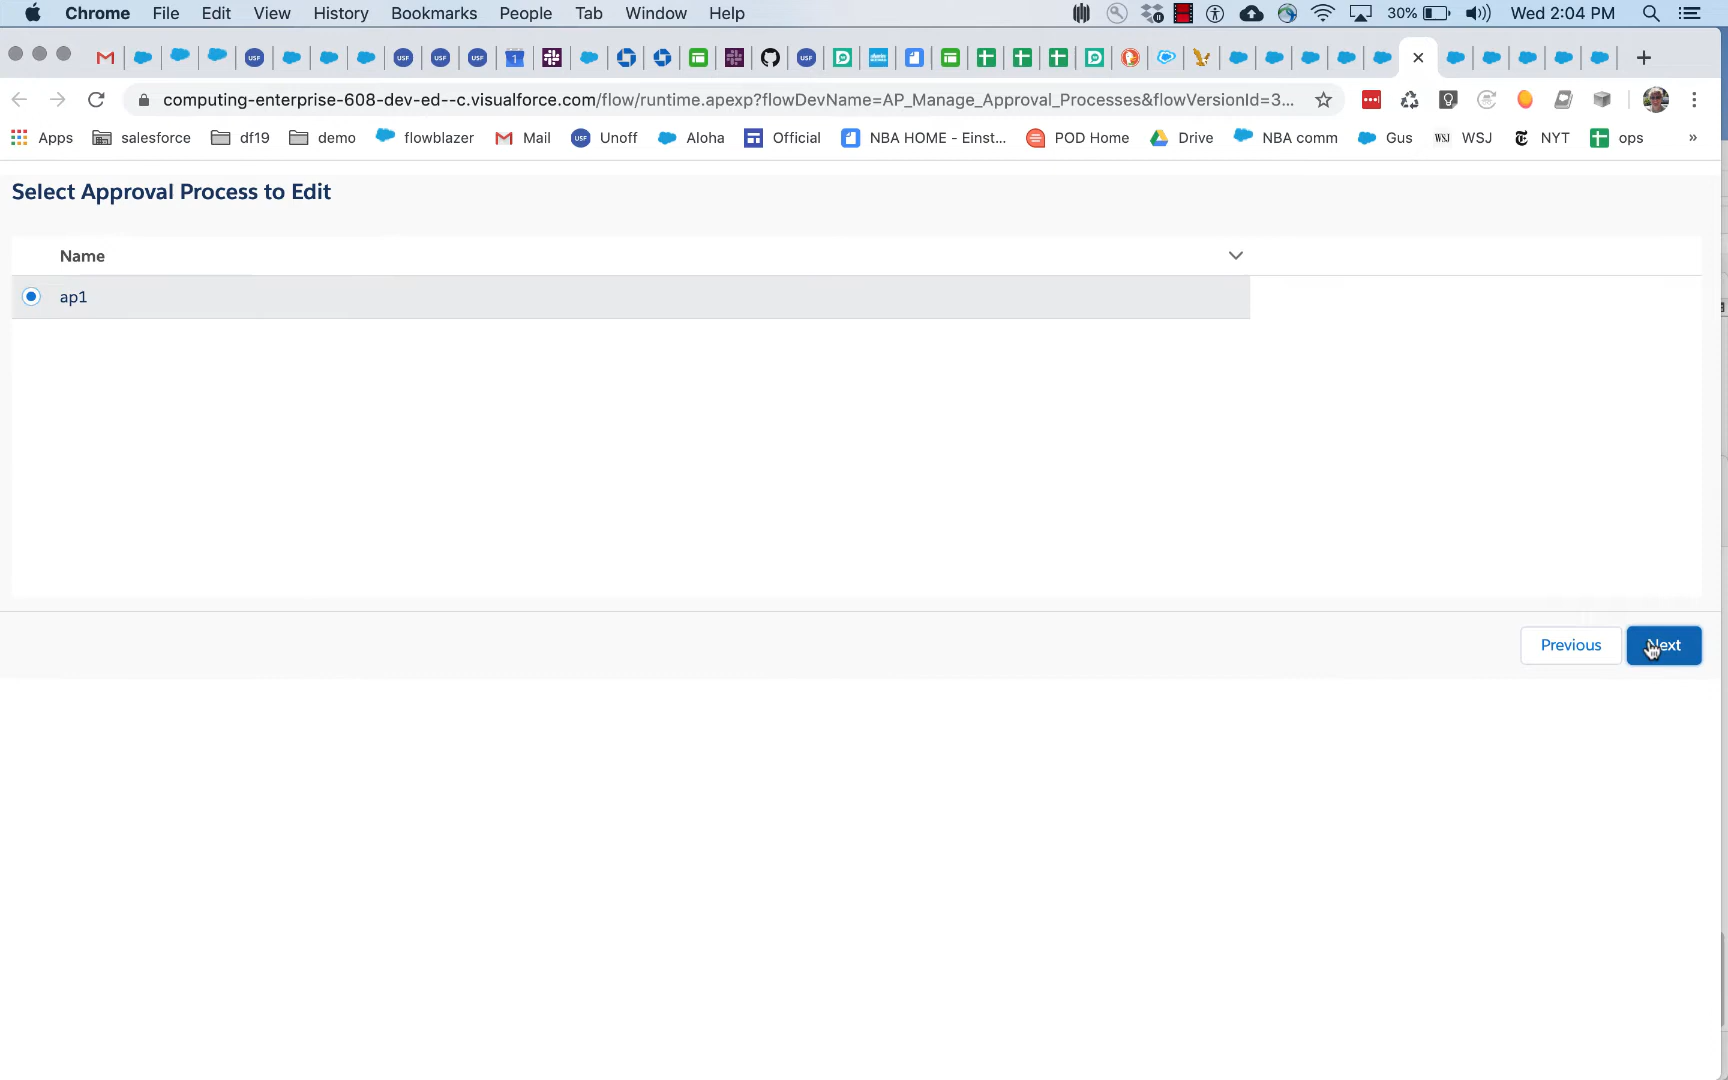 Chrome File Edit View History Bookmarks People Tab Window Help 30% Wed 2:04 PM
computing-enterprise-608-dev-ed--c.visualforce.com/flow/runtime.apexp?flowDevName=AP_Manage_Approval_Processes&flowVersionId=3...
Apps salesforce df19 demo flowblazer Mail USF Unoff Aloha Official NBA HOME - Einst... POD Home Drive NBA comm Gus WSJ WSJ NYT ops »
Select Approval Process to Edit
Name
ap1
Previous Next